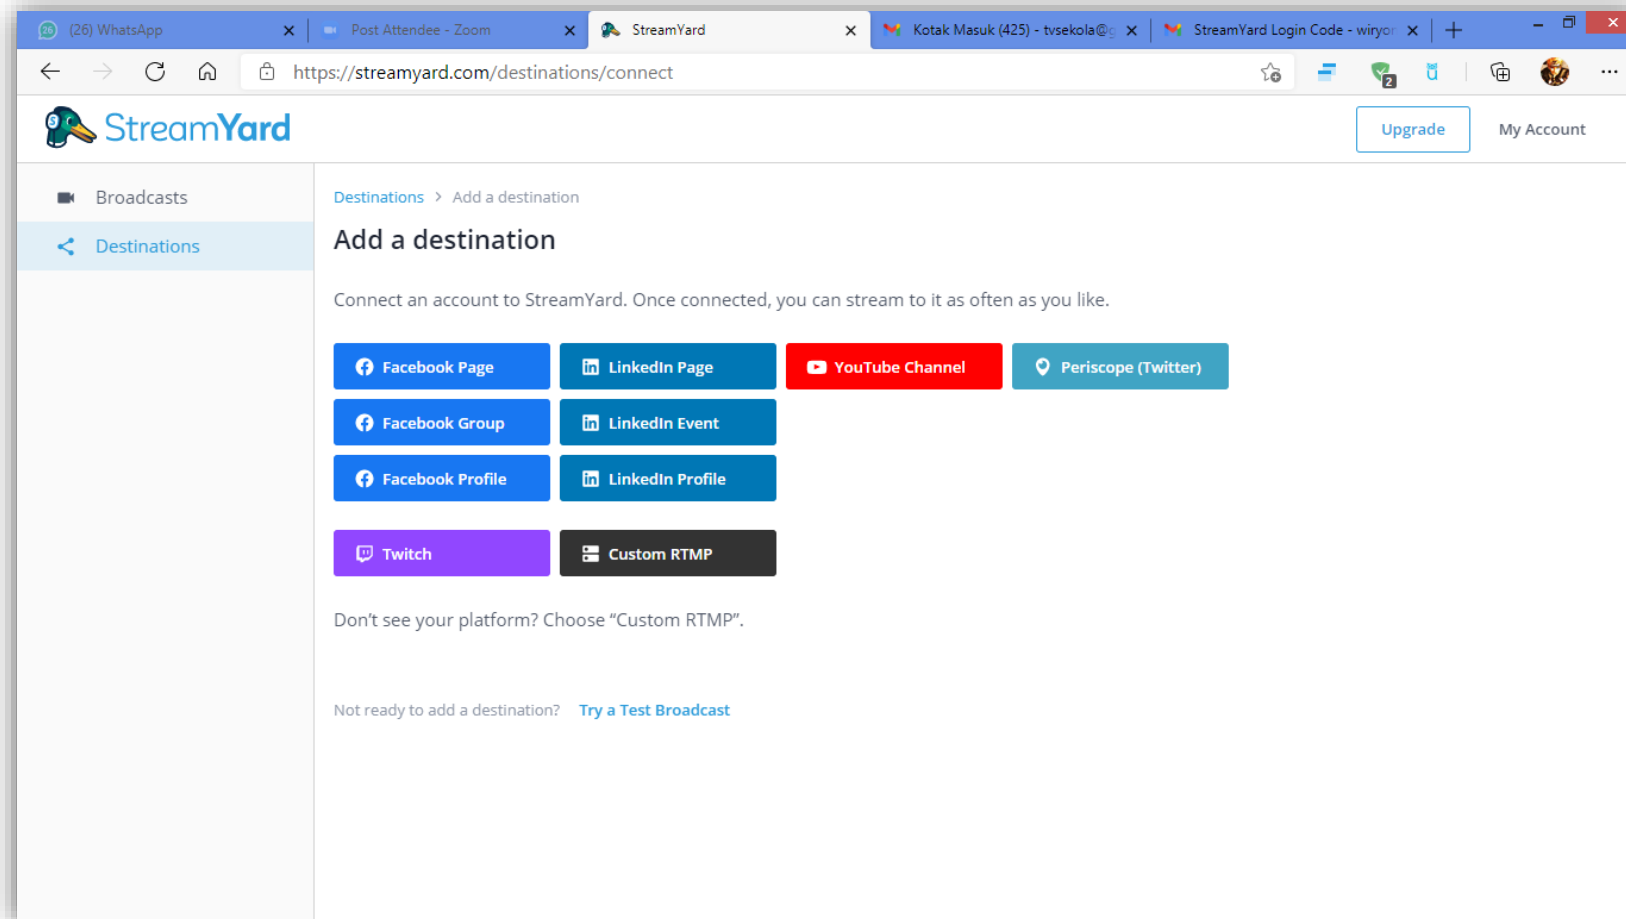 26 (26) WhatsApp
Post Attendee - Zoom
StreamYard
Kotak Masuk (425) - tvsekola@g
StreamYard Login Code - wiryon
https://streamyard.com/destinations/connect
2
StreamYard
Upgrade
My Account
Broadcasts
Destinations
Destinations > Add a destination
Add a destination
Connect an account to StreamYard. Once connected, you can stream to it as often as you like.
Facebook Page
LinkedIn Page
YouTube Channel
Periscope (Twitter)
Facebook Group
LinkedIn Event
Facebook Profile
LinkedIn Profile
Twitch
Custom RTMP
Don't see your platform? Choose “Custom RTMP”.
Not ready to add a destination? Try a Test Broadcast